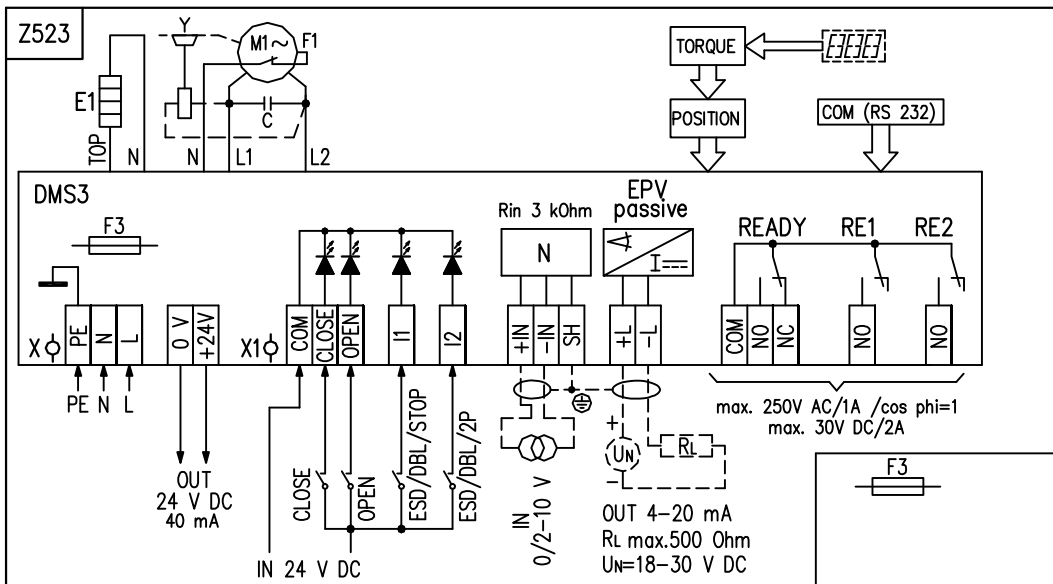 Z523
Y
M1 ~
F1
E1
C
TOP
N
N
L1
L2
TORQUE
POSITION
COM (RS 232)
DMS3
F3
Rin 3 kOhm
N
EPV
passive
I
READY
RE1
RE2
X
PE
N
L
0 V
+24V
X1
COM
CLOSE
OPEN
I1
I2
+IN
-IN
SH
+L
-L
COM
NO
NC
NO
NO
PE N L
OUT
24 V DC
40 mA
CLOSE
OPEN
ESD/DBL/STOP
ESD/DBL/2P
IN 24 V DC
IN
0/2-10 V
+
UN
-
RL
OUT 4-20 mA
RL max.500 Ohm
UN=18-30 V DC
max. 250V AC/1A /cos phi=1
max. 30V DC/2A
F3